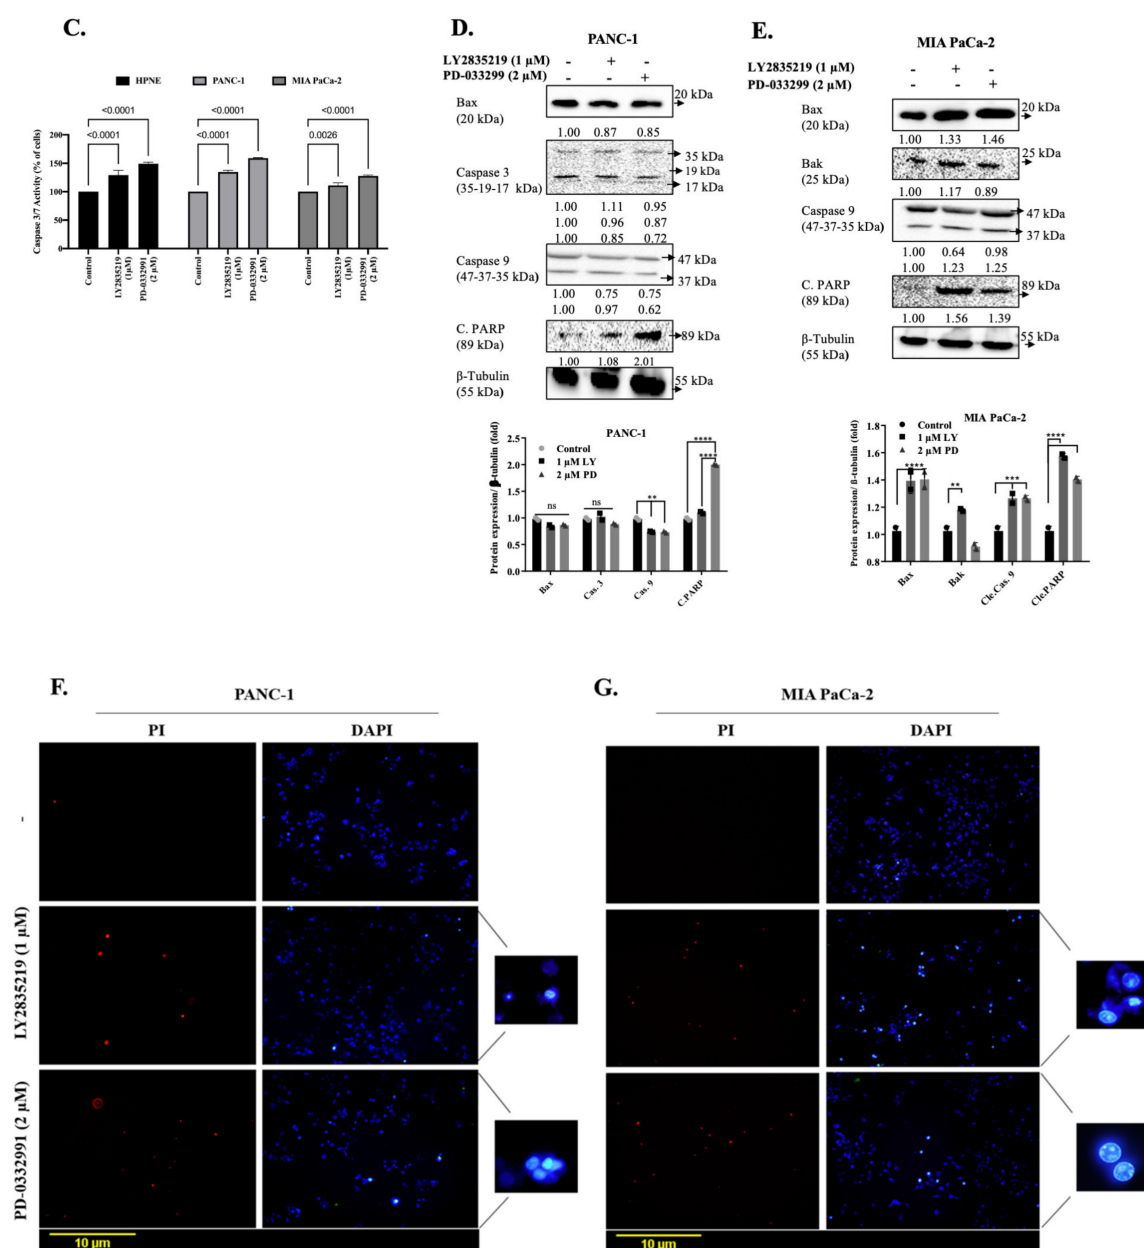 C.
HPNE PANC-1 MIA PaCa-2
<0.0001 <0.0001 <0.0001
<0.0001 <0.0001 0.0026
Caspase 3/7 Activity (% of cells)
200
150
100
50
0
Control
LY2835219 (1µM)
PD-0332991 (2 µM)
Control
LY2835219 (1µM)
PD-0332991 (2 µM)
Control
LY2835219 (1µM)
PD-0332991 (2 µM)
D.
PANC-1
LY2835219 (1 µM) - + -
PD-033299 (2 µM) - - +
Bax
(20 kDa)
20 kDa
1.00 0.87 0.85
Caspase 3
(35-19-17 kDa)
35 kDa
19 kDa
17 kDa
1.00 1.11 0.95
1.00 0.96 0.87
1.00 0.85 0.72
Caspase 9
(47-37-35 kDa)
47 kDa
37 kDa
1.00 0.75 0.75
1.00 0.97 0.62
C. PARP
(89 kDa)
89 kDa
1.00 1.08 2.01
β-Tubulin
(55 kDa)
55 kDa
PANC-1
Protein expression/ β-tubulin (fold)
2.5
2.0
1.5
1.0
0.5
0.0
Control
1 µM LY
2 µM PD
ns ns ** **** ****
Bax Cas. 3 Cas. 9 C.PARP
E.
MIA PaCa-2
LY2835219 (1 µM) - + -
PD-033299 (2 µM) - - +
Bax
(20 kDa)
20 kDa
1.00 1.33 1.46
Bak
(25 kDa)
25 kDa
1.00 1.17 0.89
Caspase 9
(47-37-35 kDa)
47 kDa
37 kDa
1.00 0.64 0.98
1.00 1.23 1.25
C. PARP
(89 kDa)
89 kDa
1.00 1.56 1.39
β-Tubulin
(55 kDa)
55 kDa
MIA PaCa-2
Protein expression/ ß-tubulin (fold)
1.8
1.6
1.4
1.2
1.0
0.8
Control
1 µM LY
2 µM PD
**** ** *** ****
Bax Bak Cle.Cas. 9 Cle.PARP
F.
PANC-1
PI DAPI
-
LY2835219 (1 µM)
PD-0332991 (2 µM)
10 µm
G.
MIA PaCa-2
PI DAPI
10 µm